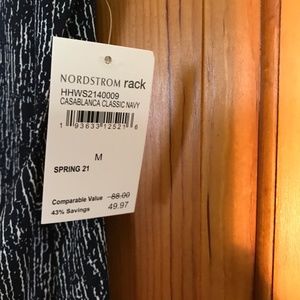 NORDSTROM rack
HHWS2140009
CASABLANCA CLASSIC NAVY
1 93633 12521 6
M
SPRING 21
Comparable Value 88.00
43% Savings 49.97